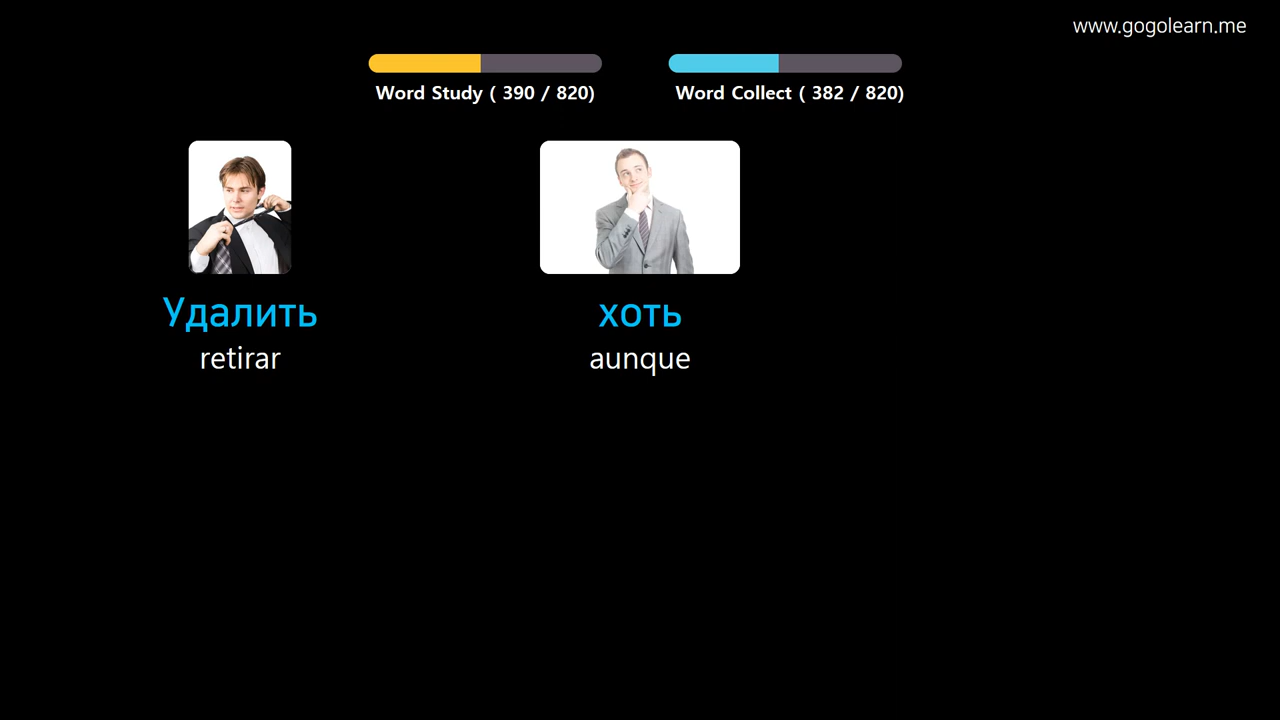 www.gogolearn.me
Word Study ( 390 / 820)
Word Collect ( 382 / 820)
Удалить
retirar
хоть
aunque